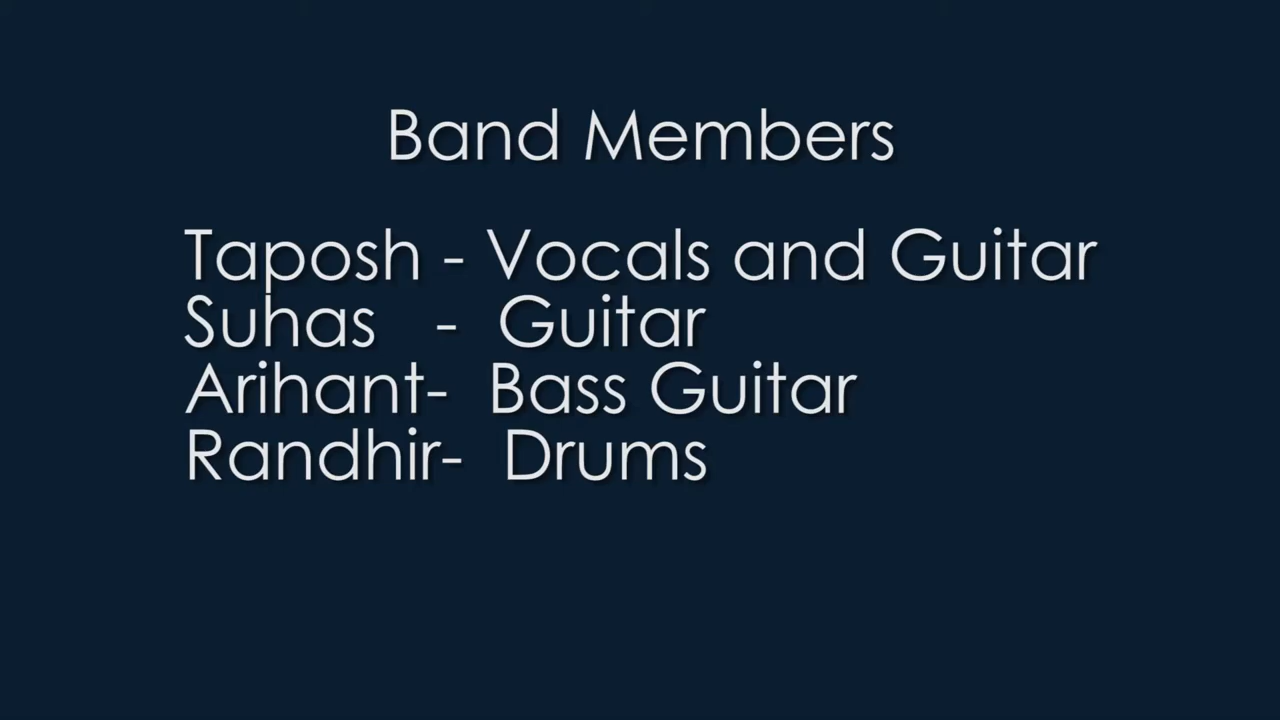 Band Members
Taposh - Vocals and Guitar
Suhas - Guitar
Arihant- Bass Guitar
Randhir- Drums